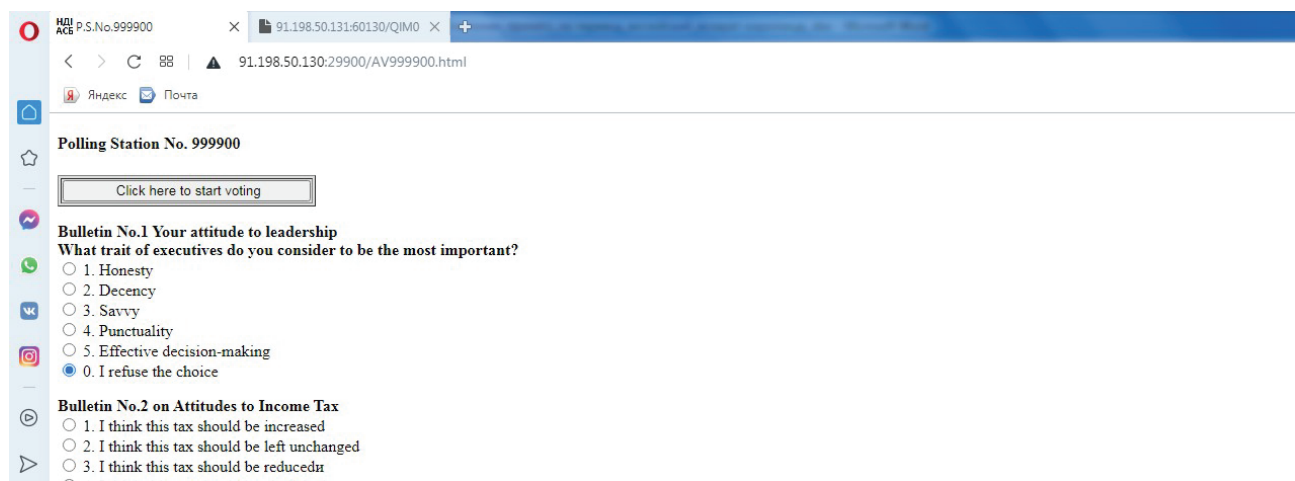 НДІ АСБ P.S.No.999900
91.198.50.131:60130/QIM0
91.198.50.130:29900/AV999900.html
Яндекс Почта
Polling Station No. 999900
Click here to start voting
Bulletin No.1 Your attitude to leadership
What trait of executives do you consider to be the most important?
1. Honesty
2. Decency
3. Savvy
4. Punctuality
5. Effective decision-making
0. I refuse the choice
Bulletin No.2 on Attitudes to Income Tax
1. I think this tax should be increased
2. I think this tax should be left unchanged
3. I think this tax should be reducedи